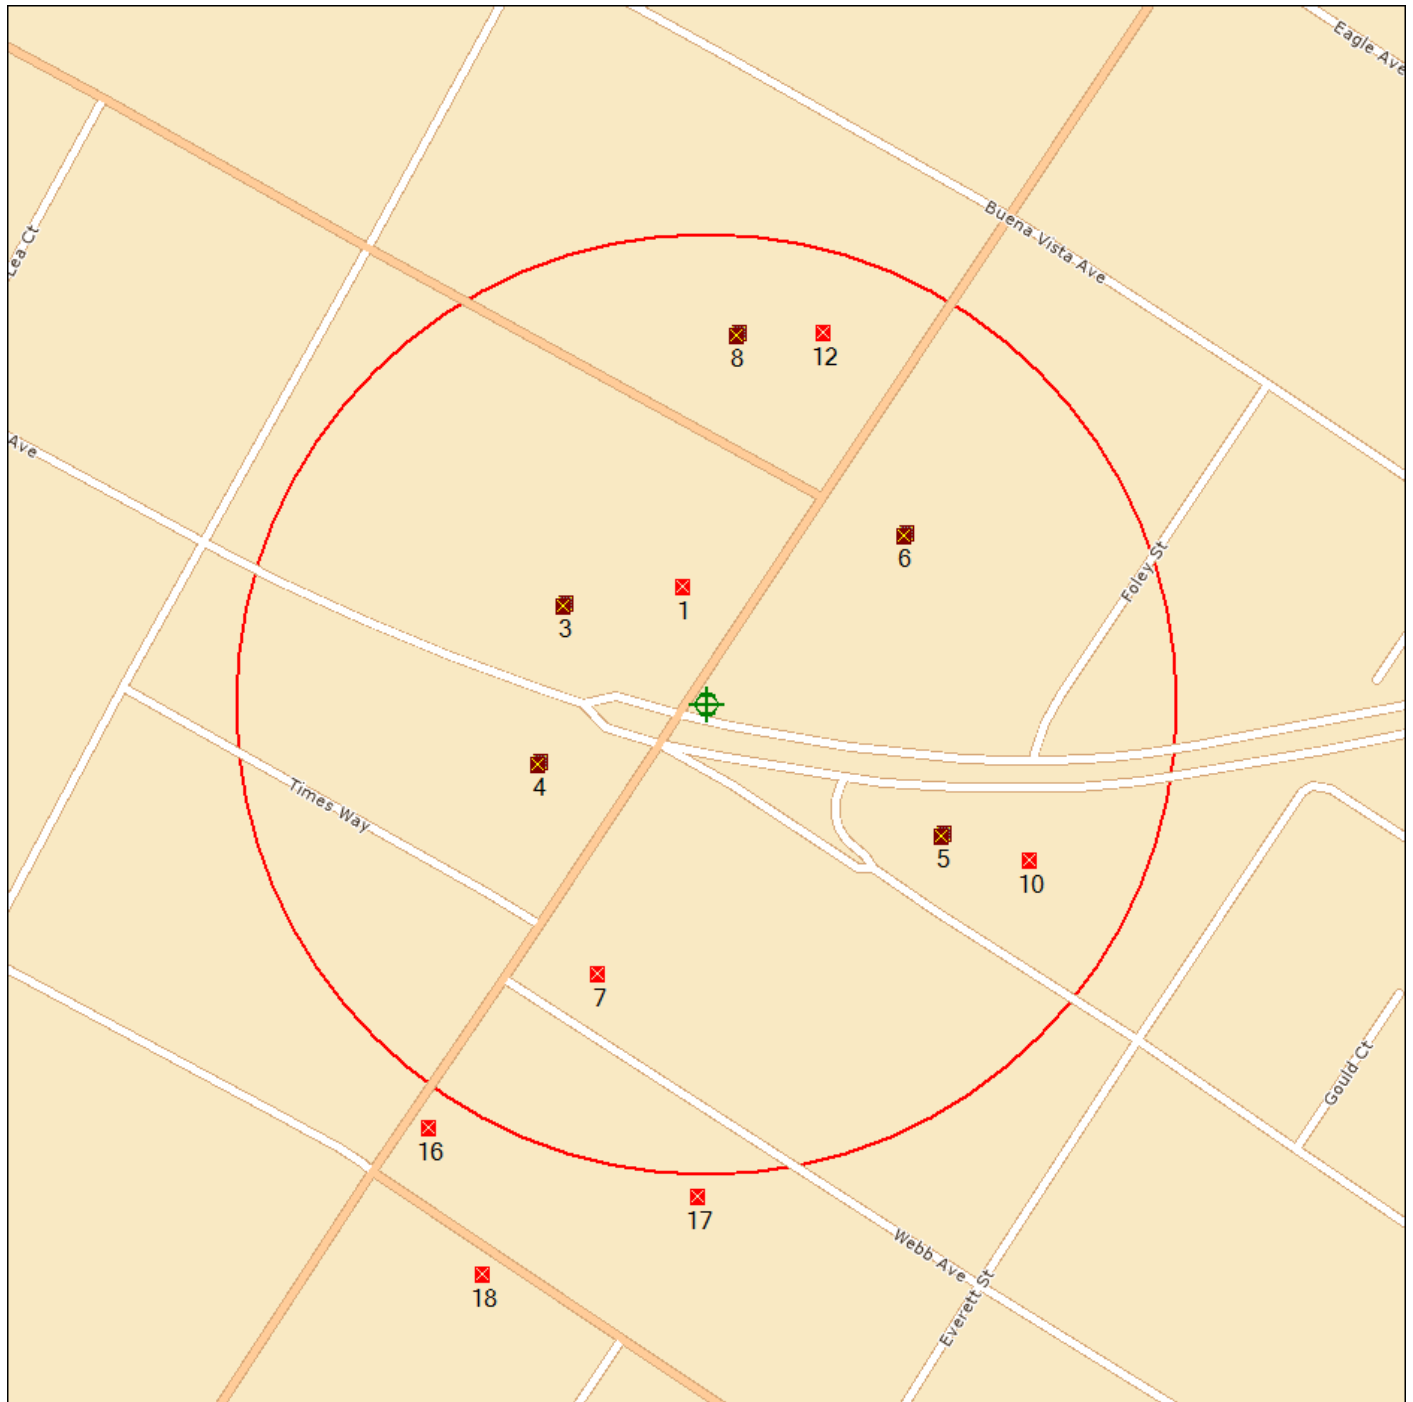 Eagle Ave
Buena Vista Ave
Lea Ct
8
12
Ave
6
Foley St
1
3
4
Times Way
5
10
7
Gould Ct
16
17
Webb Ave
18
Everett St